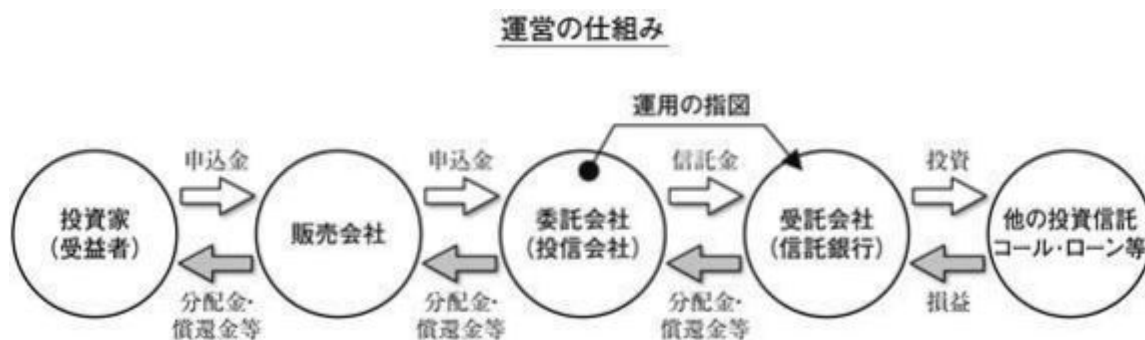 運営の仕組み
運用の指図
申込金
申込金
信託金
投資
投資家
(受益者)
販売会社
委託会社
(投信会社)
受託会社
(信託銀行)
他の投資信託
コール・ローン等
分配金・
償還金等
分配金・
償還金等
分配金・
償還金等
損益